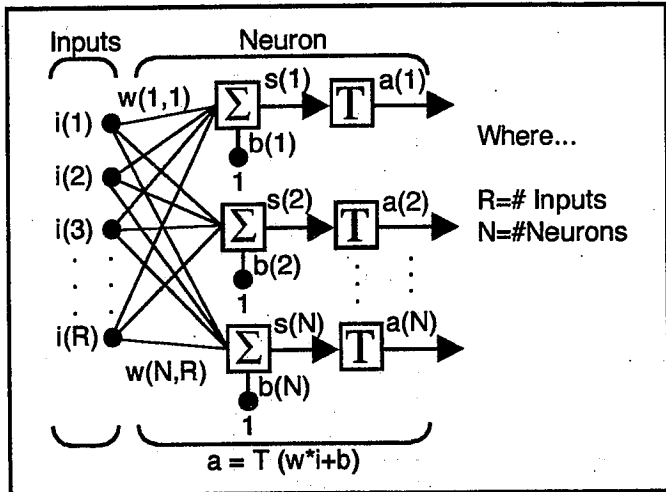 Inputs Neuron
w(1,1) s(1) a(1)
Σ T
i(1)
b(1) Where...
1
i(2)
s(2) a(2) R=# Inputs
i(3) Σ T N=#Neurons
b(2)
1
s(N) a(N)
i(R) Σ T
w(N,R)
b(N)
1
a = T (w*i+b)